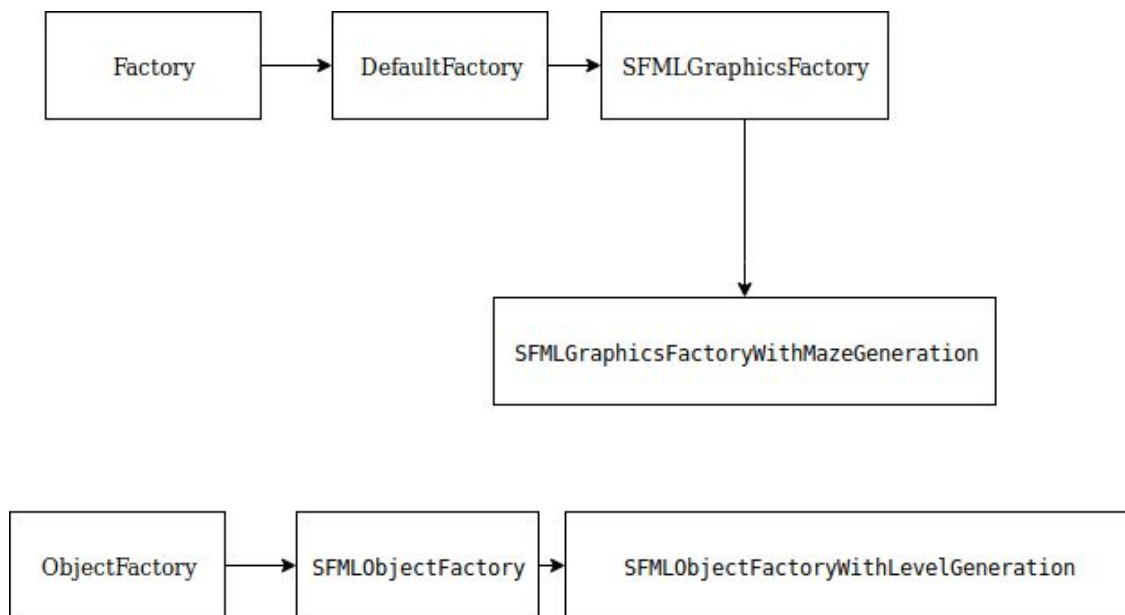 Factory
DefaultFactory
SFMLGraphicsFactory
SFMLGraphicsFactoryWithMazeGeneration
ObjectFactory
SFMLObjectFactory
SFMLObjectFactoryWithLevelGeneration